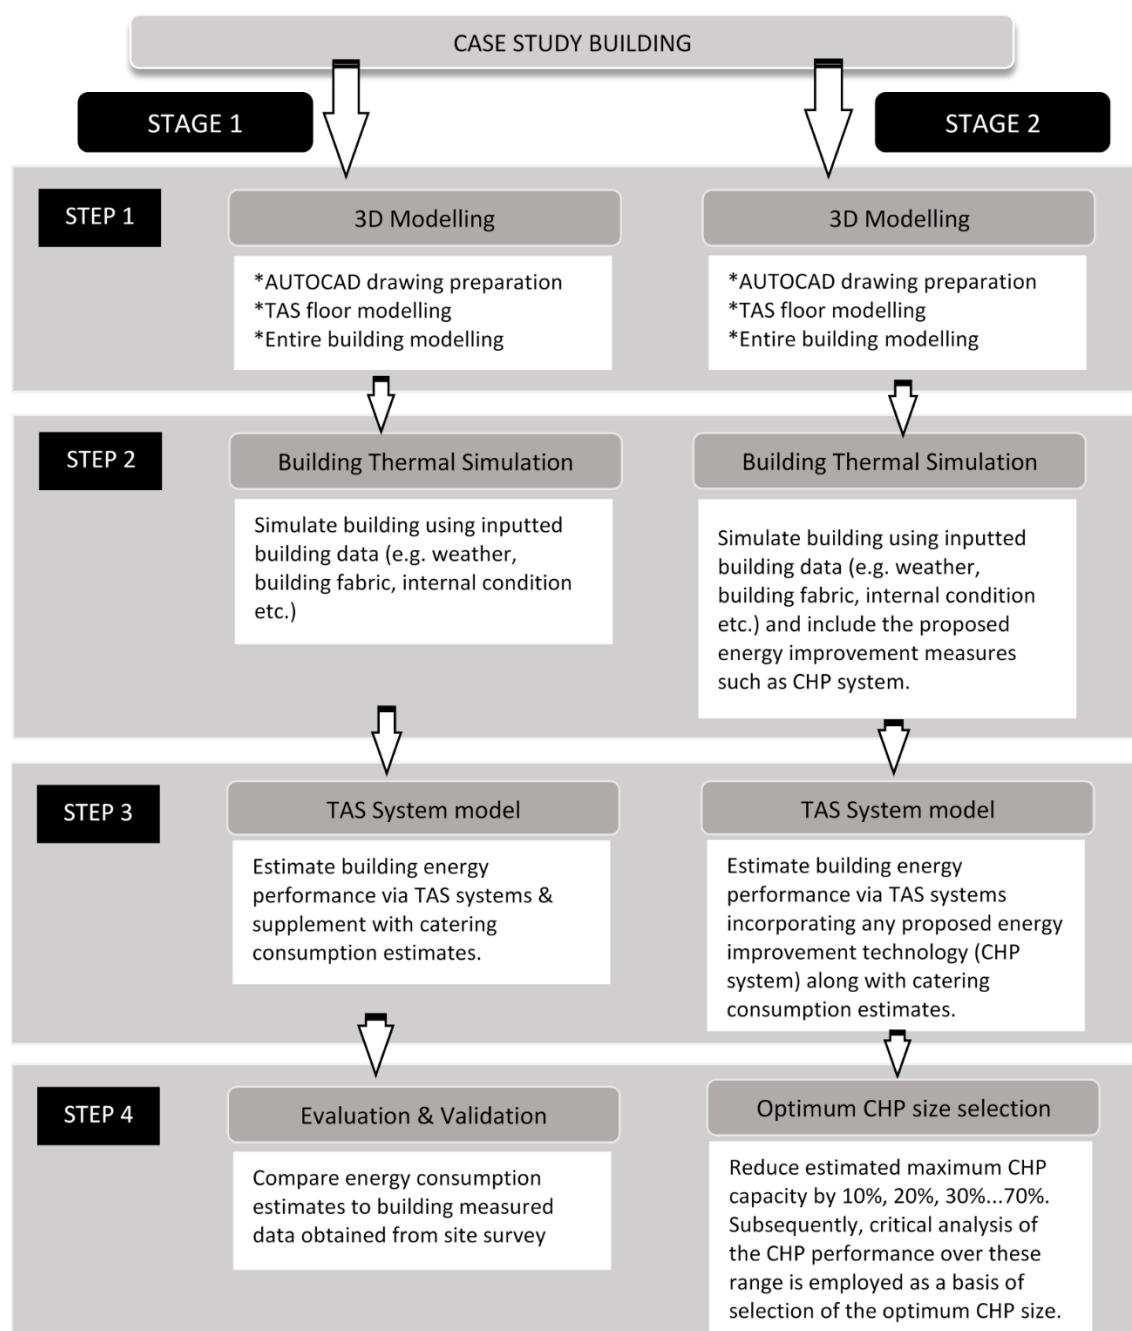 CASE STUDY BUILDING
STAGE 1
STAGE 2
STEP 1
3D Modelling
*AUTOCAD drawing preparation
*TAS floor modelling
*Entire building modelling
3D Modelling
*AUTOCAD drawing preparation
*TAS floor modelling
*Entire building modelling
STEP 2
Building Thermal Simulation
Simulate building using inputted
building data (e.g. weather,
building fabric, internal condition
etc.)
Building Thermal Simulation
Simulate building using inputted
building data (e.g. weather,
building fabric, internal condition
etc.) and include the proposed
energy improvement measures
such as CHP system.
STEP 3
TAS System model
Estimate building energy
performance via TAS systems &
supplement with catering
consumption estimates.
TAS System model
Estimate building energy
performance via TAS systems
incorporating any proposed energy
improvement technology (CHP
system) along with catering
consumption estimates.
STEP 4
Evaluation & Validation
Compare energy consumption
estimates to building measured
data obtained from site survey
Optimum CHP size selection
Reduce estimated maximum CHP
capacity by 10%, 20%, 30%...70%.
Subsequently, critical analysis of
the CHP performance over these
range is employed as a basis of
selection of the optimum CHP size.